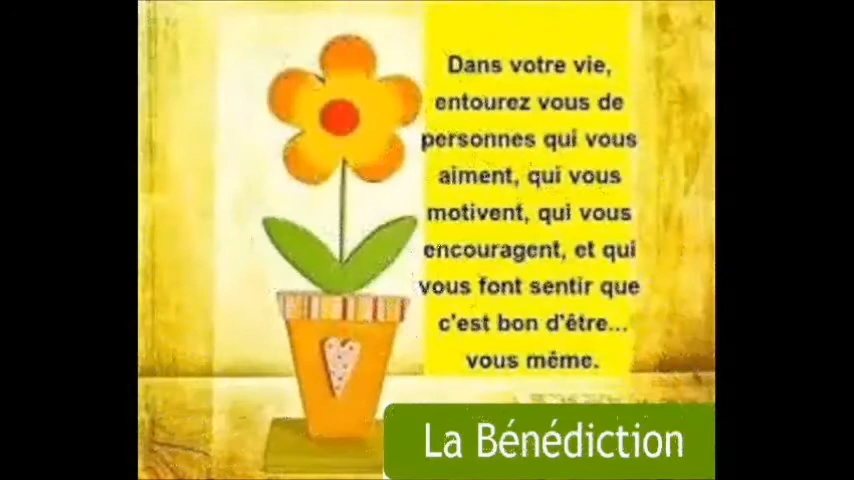 Dans votre vie,
entourez vous de
personnes qui vous
aiment, qui vous
motivent, qui vous
encouragent, et qui
vous font sentir que
c'est bon d'être...
vous même.
La Bénédiction